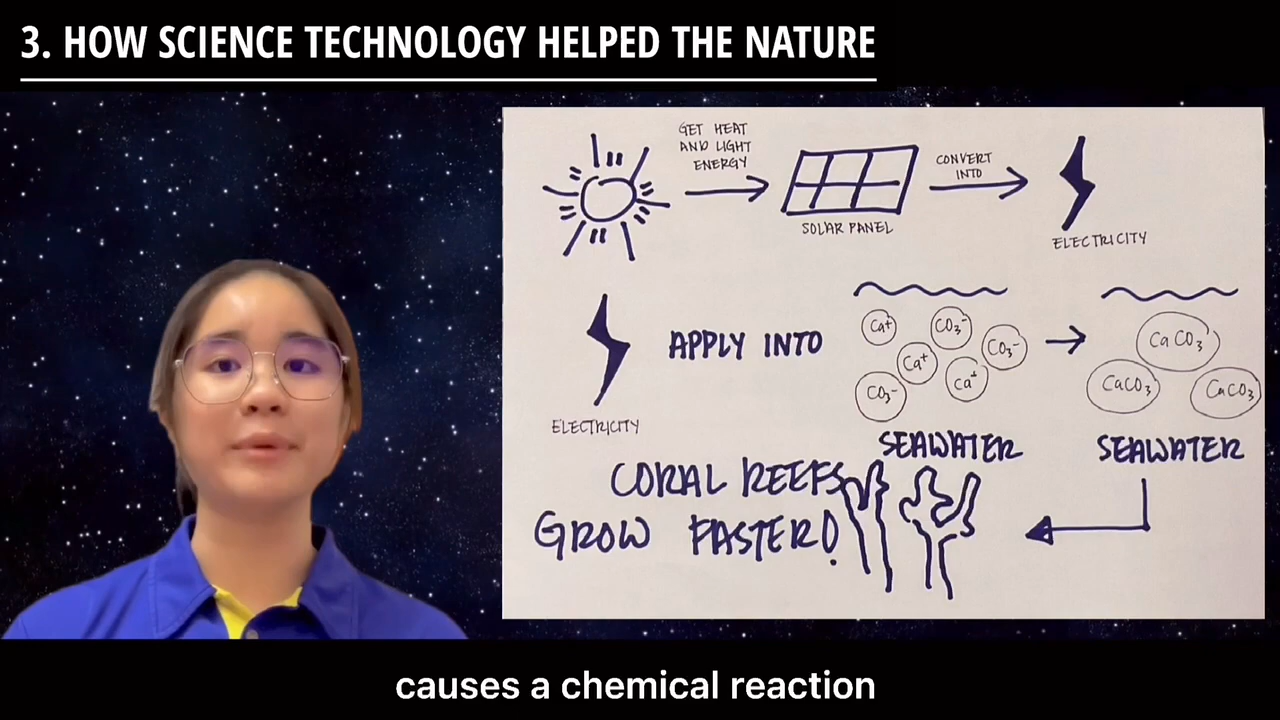 3. HOW SCIENCE TECHNOLOGY HELPED THE NATURE
GET HEAT
AND LIGHT
ENERGY
SOLAR PANEL
CONVERT
INTO
ELECTRICITY
ELECTRICITY
APPLY INTO
Ca+
CO3-
CO3-
Ca+
Ca+
CO3-
SEAWATER
CaCO3
CaCO3
CaCO3
SEAWATER
CORAL REEFS
GROW FASTER!
causes a chemical reaction